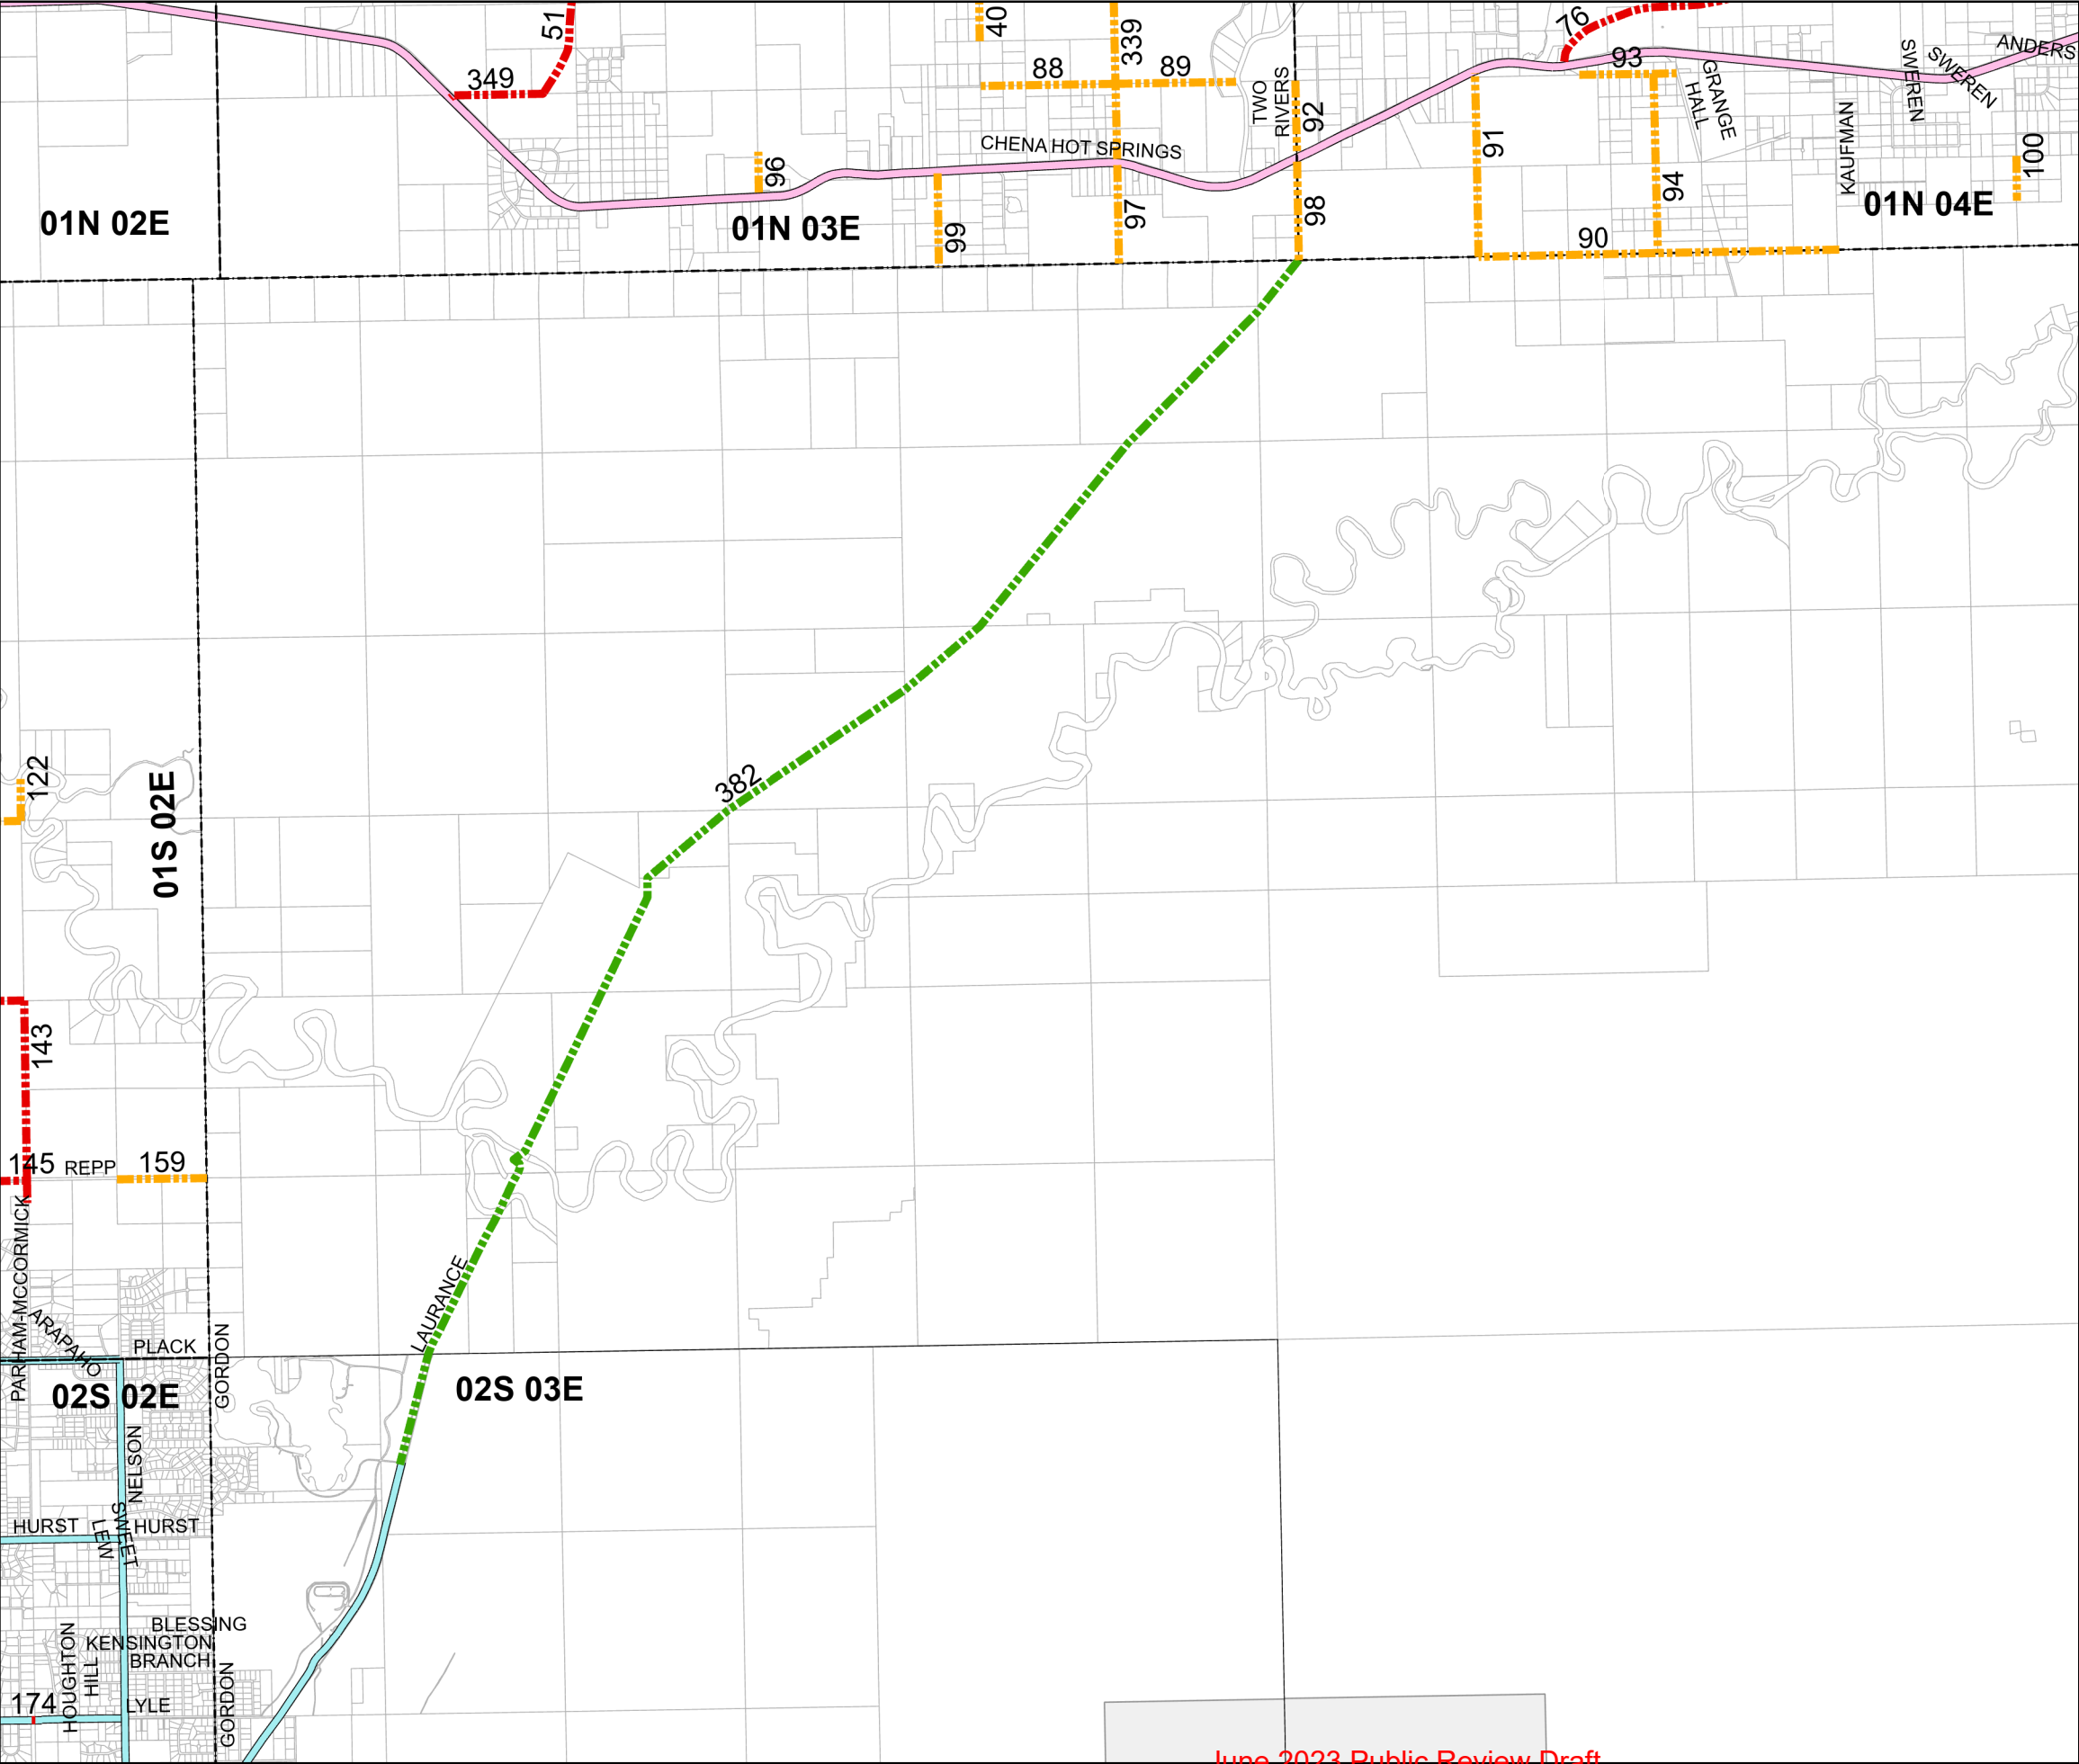 51
40
339
76
349
88
89
93
SWEREN
SWEREN
ANDERS
TWO
RIVERS
92
GRANGE
HALL
CHENA HOT SPRINGS
91
KAUFMAN
100
96
94
01N 02E
01N 03E
01N 04E
99
97
98
90
382
122
01S 02E
143
145
REPP
159
PARHAM-MCCORMICK
ARAPAHO
LAURANCE
PLACK
GORDON
02S 02E
02S 03E
NELSON
HURST
LEW
SWEET
HURST
BLESSING
KENSINGTON
BRANCH
HOUGHTON
HILL
174
LYLE
GORDON
June 2023 Public Review Draft